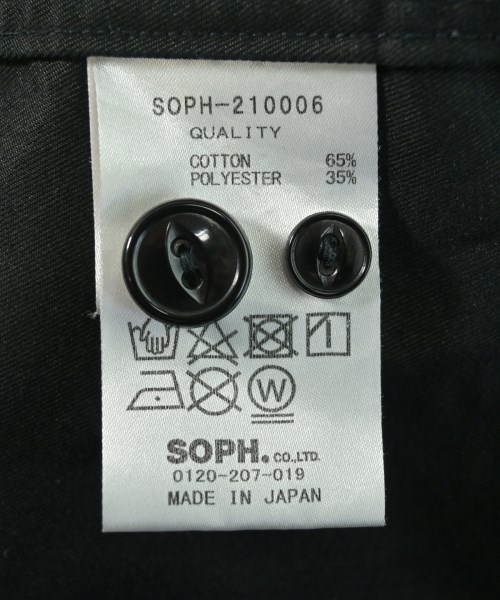 SOPH-210006
QUALITY
COTTON 65%
POLYESTER 35%
W
SOPH. CO.,LTD.
0120-207-019
MADE IN JAPAN